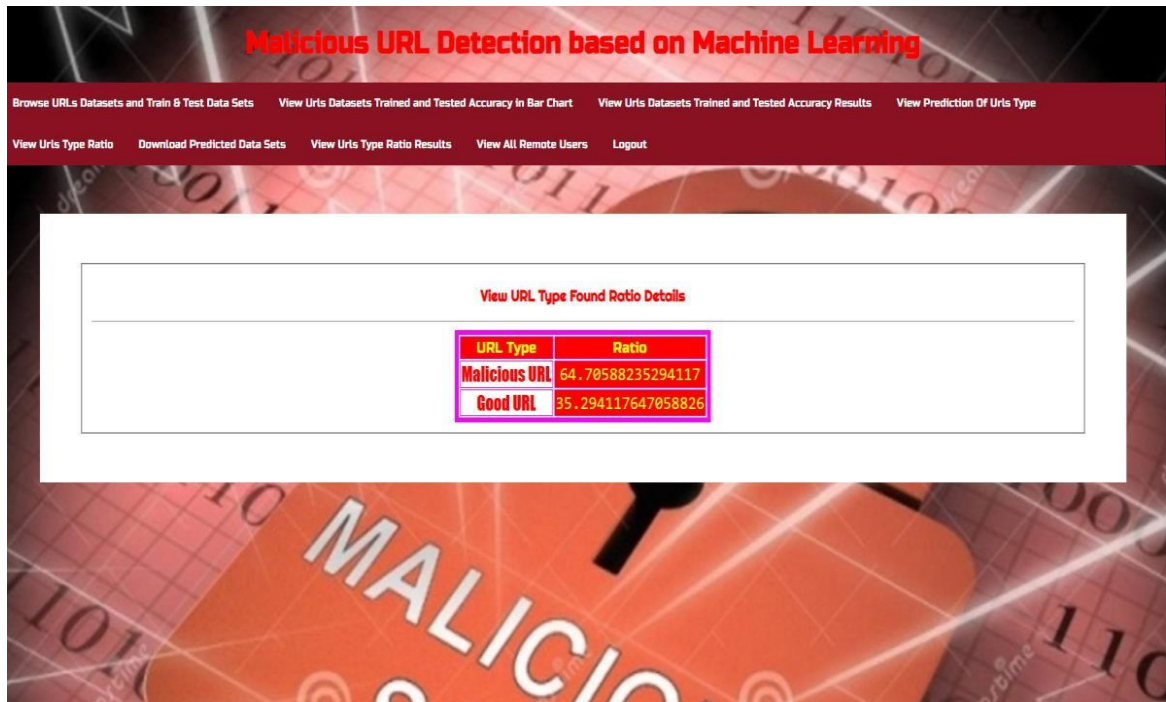 Malicious URL Detection based on Machine Learning
Browse URLs Datasets and Train & Test Data Sets View Urls Datasets Trained and Tested Accuracy in Bar Chart View Urls Datasets Trained and Tested Accuracy Results View Prediction Of Urls Type
View Urls Type Ratio Download Predicted Data Sets View Urls Type Ratio Results View All Remote Users Logout
View URL Type Found Ratio Details
URL Type Ratio
Malicious URL 64.70588235294117
Good URL 35.294117647058826